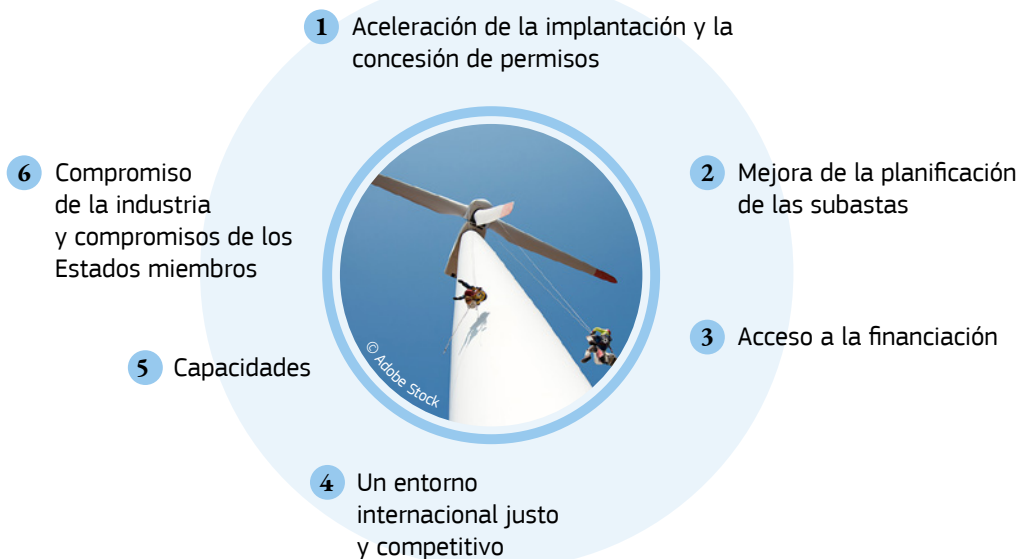 1 Aceleración de la implantación y la
concesión de permisos
2 Mejora de la planificación
de las subastas
3 Acceso a la financiación
4 Un entorno
internacional justo
y competitivo
5 Capacidades
6 Compromiso
de la industria
y compromisos de los
Estados miembros
© Adobe Stock